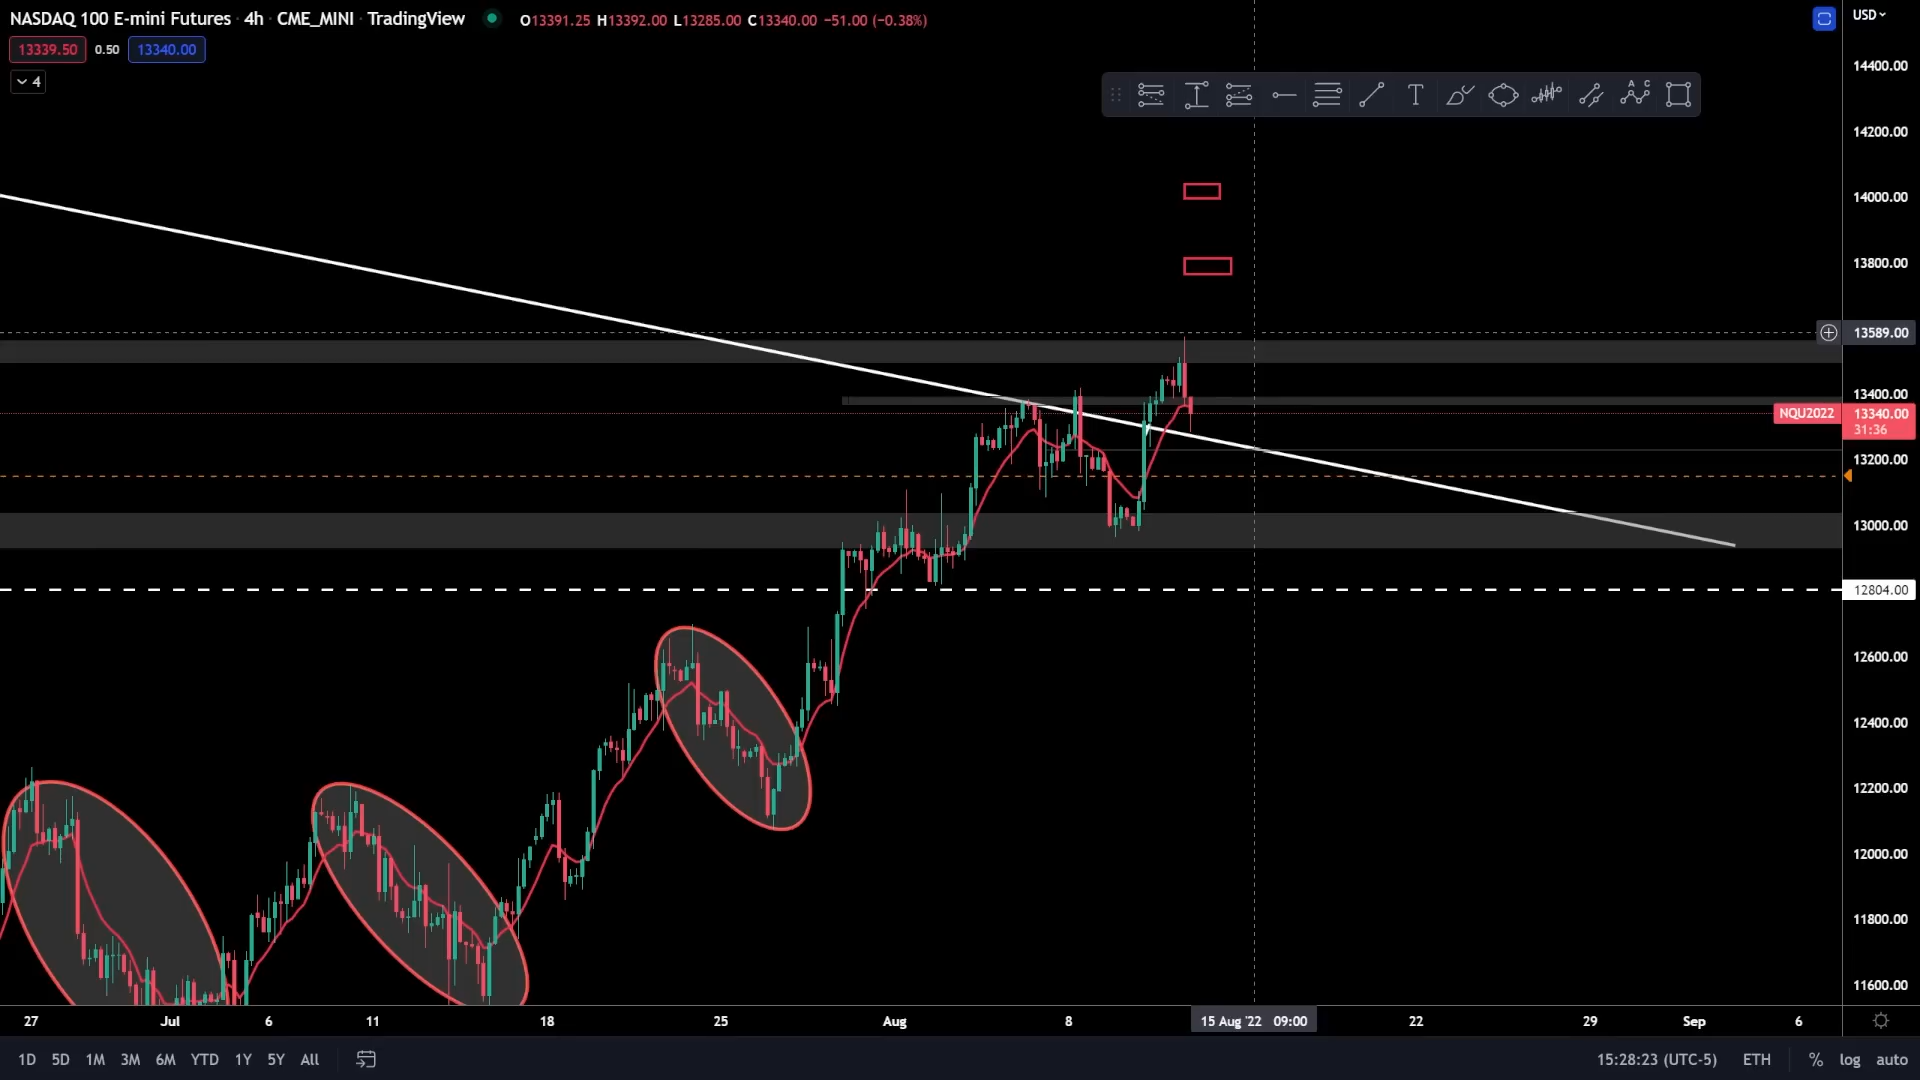 NASDAQ 100 E-mini Futures · 4h · CME_MINI · TradingView O13391.25 H13392.00 L13285.00 C13340.00 −51.00 (−0.38%)
USD
13339.50 0.50 13340.00
4
14400.00
A C
14200.00
14000.00
13800.00
13589.00
13400.00
NQU2022 13340.00
31:36
13200.00
13000.00
12804.00
12600.00
12400.00
12200.00
12000.00
11800.00
11600.00
27 Jul 6 11 18 25 Aug 8 15 Aug '22 09:00 22 29 Sep 6
1D 5D 1M 3M 6M YTD 1Y 5Y All 15:28:23 (UTC-5) ETH % log auto